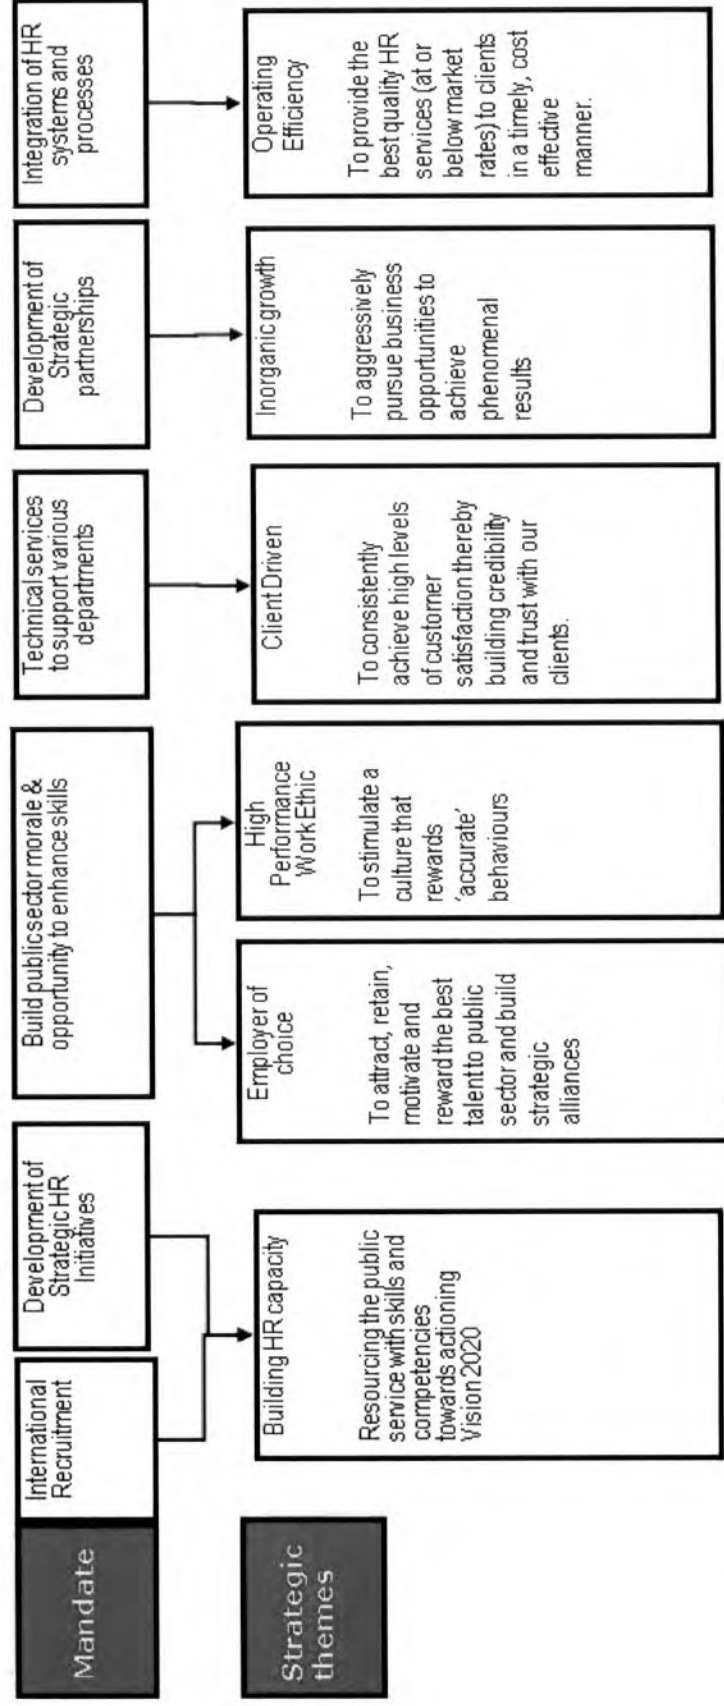 Mandate
International
Recruitment
Development of
Strategic HR
Initiatives
Build public sector morale &
opportunity to enhance skills
Technical services
to support various
departments
Development of
Strategic
partnerships
Integration of HR
systems and
processes
Strategic
themes
Building HR capacity
Resourcing the public
service with skills and
competencies
towards actioning
Vision 2020
Employer of
choice
To attract, retain,
motivate and
reward the best
talent to public
sector and build
strategic
alliances
High
Performance
Work Ethic
To stimulate a
culture that
rewards
'accurate'
behaviours
Client Driven
To consistently
achieve high levels
of customer
satisfaction thereby
building credibility
and trust with our
clients.
Inorganic growth
To aggressively
pursue business
opportunities to
achieve
phenomenal
results
Operating
Efficiency
To provide the
best quality HR
services (at or
below market
rates) to clients
in a timely, cost
effective
manner.